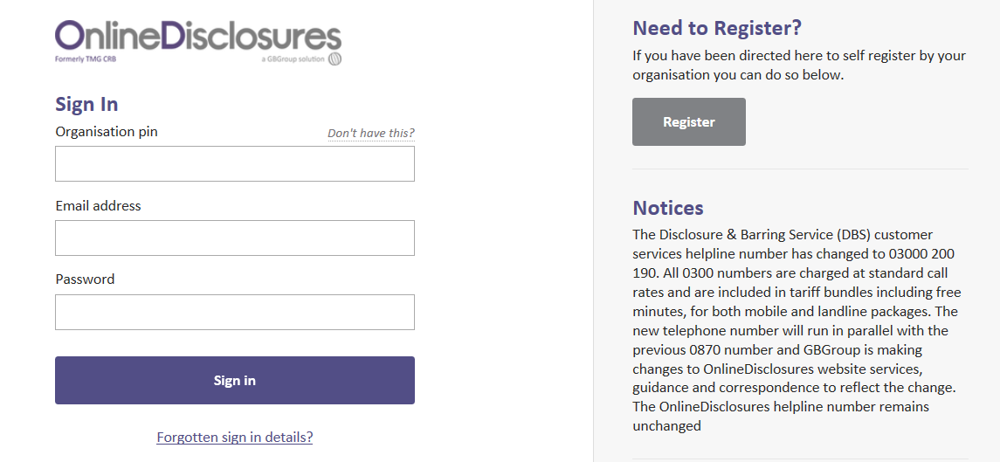 OnlineDisclosures
Formerly TMG CRB
a GBGroup solution
Sign In
Organisation pin
Don't have this?
Email address
Password
Sign in
Forgotten sign in details?
Need to Register?
If you have been directed here to self register by your
organisation you can do so below.
Register
Notices
The Disclosure & Barring Service (DBS) customer
services helpline number has changed to 03000 200
190. All 0300 numbers are charged at standard call
rates and are included in tariff bundles including free
minutes, for both mobile and landline packages. The
new telephone number will run in parallel with the
previous 0870 number and GBGroup is making
changes to OnlineDisclosures website services,
guidance and correspondence to reflect the change.
The OnlineDisclosures helpline number remains
unchanged